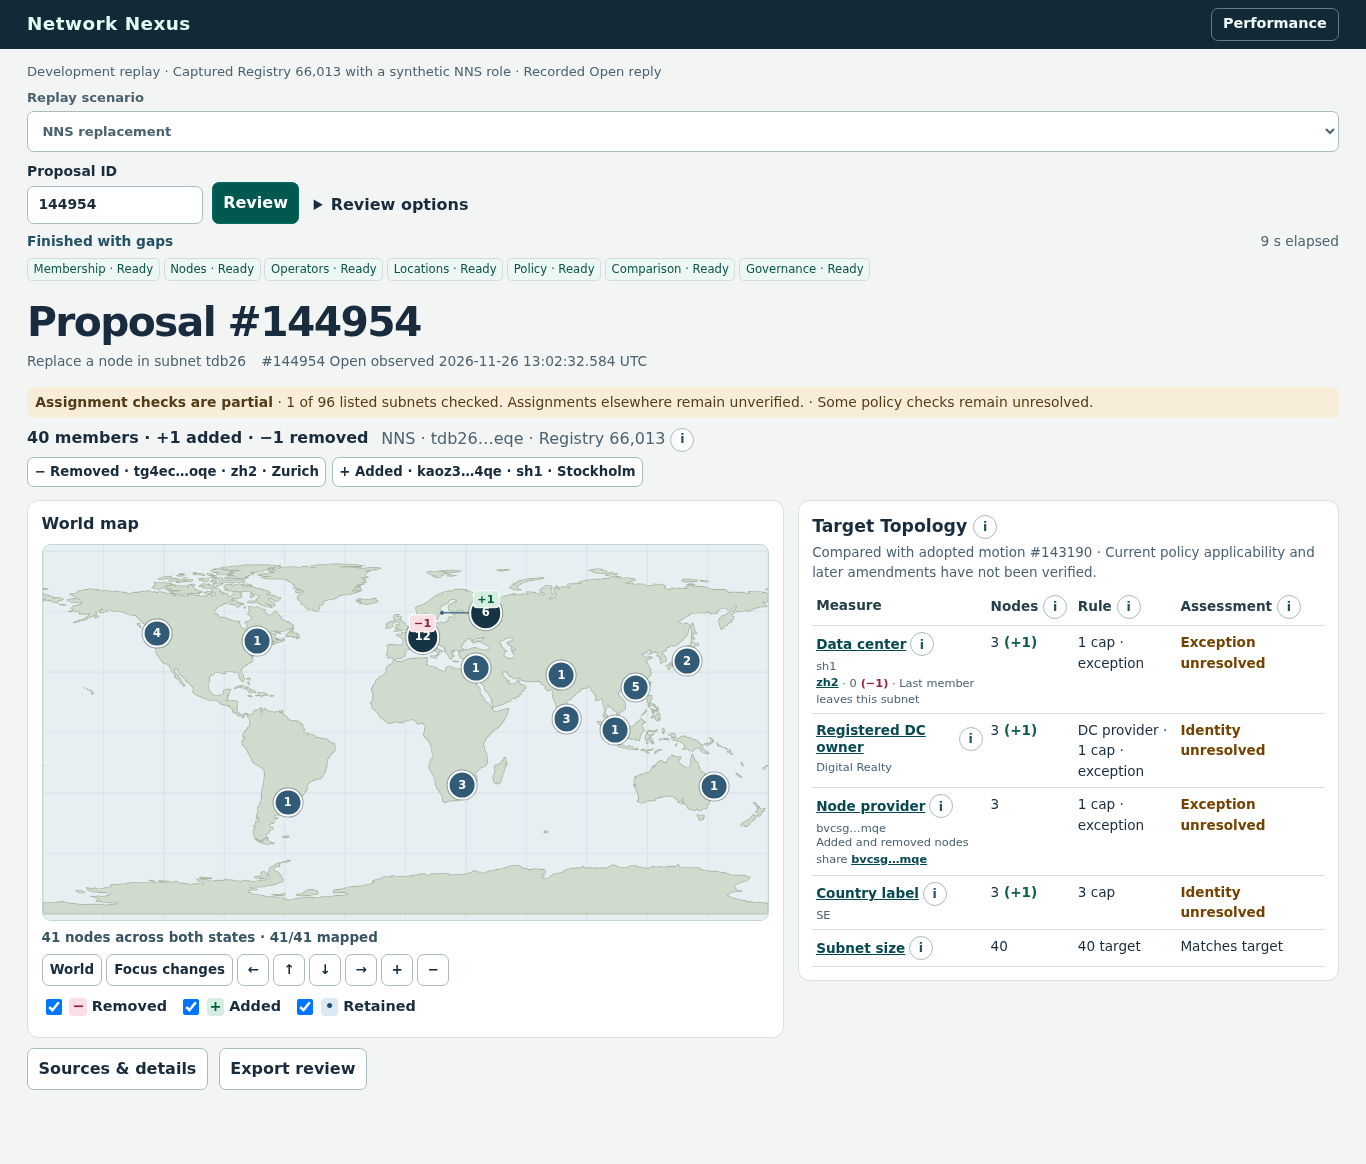 Network Nexus
Performance
Development replay · Captured Registry 66,013 with a synthetic NNS role · Recorded Open reply
Replay scenario
NNS replacement
Proposal ID
144954
Review
▶ Review options
Finished with gaps
9 s elapsed
Membership · Ready
Nodes · Ready
Operators · Ready
Locations · Ready
Policy · Ready
Comparison · Ready
Governance · Ready
Proposal #144954
Replace a node in subnet tdb26 #144954 Open observed 2026-11-26 13:02:32.584 UTC
Assignment checks are partial · 1 of 96 listed subnets checked. Assignments elsewhere remain unverified. · Some policy checks remain unresolved.
40 members · +1 added · −1 removed NNS · tdb26…eqe · Registry 66,013 i
− Removed · tg4ec…oqe · zh2 · Zurich
+ Added · kaoz3…4qe · sh1 · Stockholm
World map
+1
6
−1
12
4
1
1
1
2
5
3
1
3
1
1
41 nodes across both states · 41/41 mapped
World
Focus changes
←
↑
↓
→
+
−
− Removed
+ Added
• Retained
Target Topology i
Compared with adopted motion #143190 · Current policy applicability and
later amendments have not been verified.
Measure
Nodes i
Rule i
Assessment i
Data center i
sh1
zh2 · 0 (−1) · Last member
leaves this subnet
3 (+1)
1 cap ·
exception
Exception
unresolved
Registered DC
owner i
Digital Realty
3 (+1)
DC provider ·
1 cap ·
exception
Identity
unresolved
Node provider i
bvcsg…mqe
Added and removed nodes
share bvcsg…mqe
3
1 cap ·
exception
Exception
unresolved
Country label i
SE
3 (+1)
3 cap
Identity
unresolved
Subnet size i
40
40 target
Matches target
Sources & details
Export review